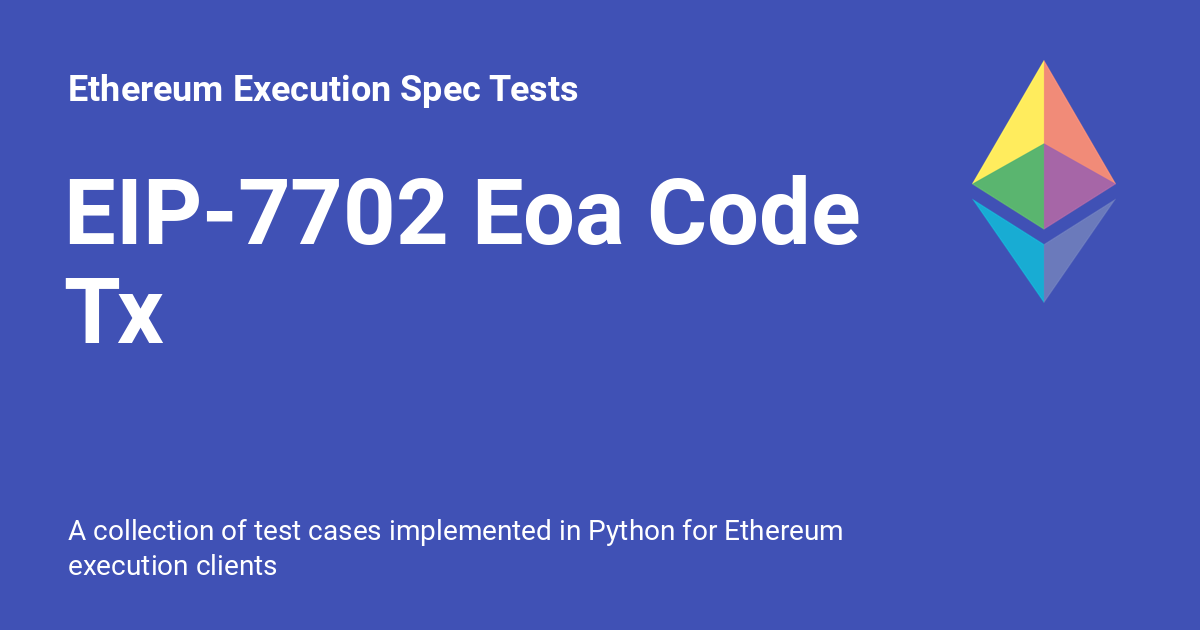 Ethereum Execution Spec Tests
EIP-7702 Eoa Code
Tx
A collection of test cases implemented in Python for Ethereum
execution clients